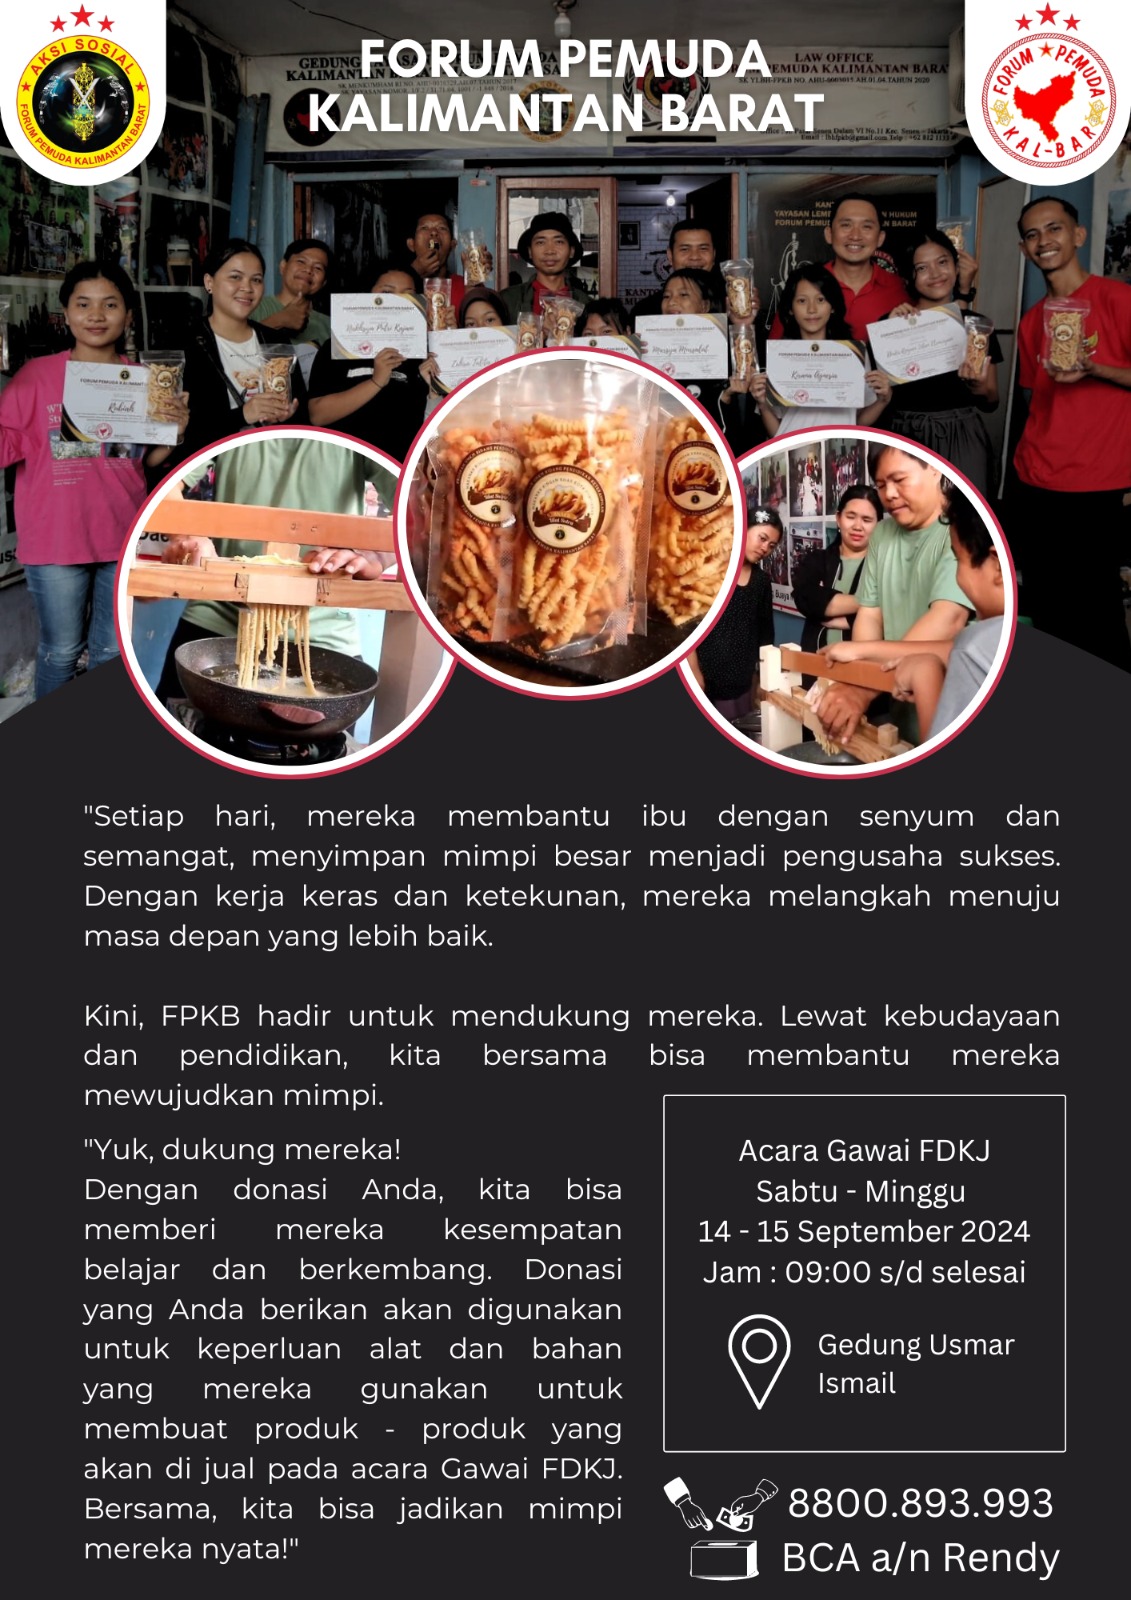 AKSI SOSIAL
FORUM PEMUDA KALIMANTAN BARAT
FORUM PEMUDA
KALIMANTAN BARAT
FORUM PEMUDA
KAL-BAR
LAW OFFICE
"Setiap hari, mereka membantu ibu dengan senyum dan
semangat, menyimpan mimpi besar menjadi pengusaha sukses.
Dengan kerja keras dan ketekunan, mereka melangkah menuju
masa depan yang lebih baik.
Kini, FPKB hadir untuk mendukung mereka. Lewat kebudayaan
dan pendidikan, kita bersama bisa membantu mereka
mewujudkan mimpi.
"Yuk, dukung mereka!
Dengan donasi Anda, kita bisa
memberi mereka kesempatan
belajar dan berkembang. Donasi
yang Anda berikan akan digunakan
untuk keperluan alat dan bahan
yang mereka gunakan untuk
membuat produk - produk yang
akan di jual pada acara Gawai FDKJ.
Bersama, kita bisa jadikan mimpi
mereka nyata!"
Acara Gawai FDKJ
Sabtu - Minggu
14 - 15 September 2024
Jam : 09:00 s/d selesai
Gedung Usmar
Ismail
8800.893.993
BCA a/n Rendy